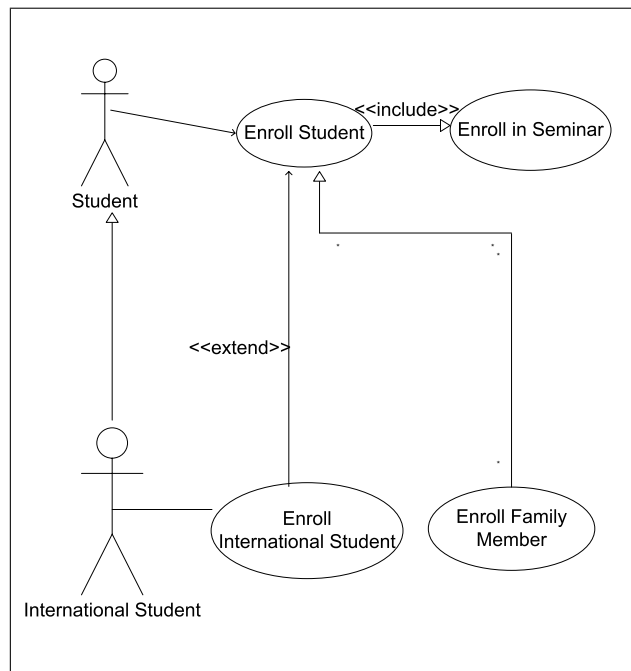 <<include>>
Enroll Student
Enroll in Seminar
Student
<<extend>>
Enroll
International Student
Enroll Family
Member
International Student